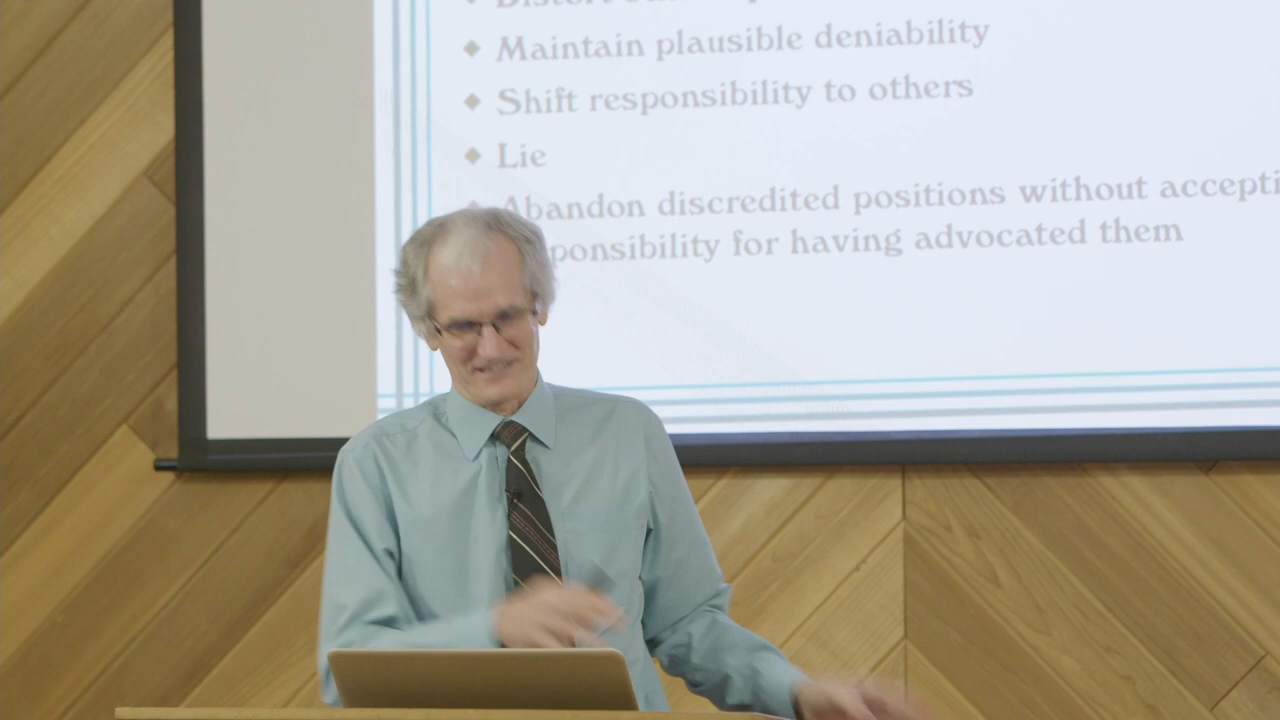 Maintain plausible deniability
Shift responsibility to others
Lie
Abandon discredited positions without accepti
ponsibility for having advocated them